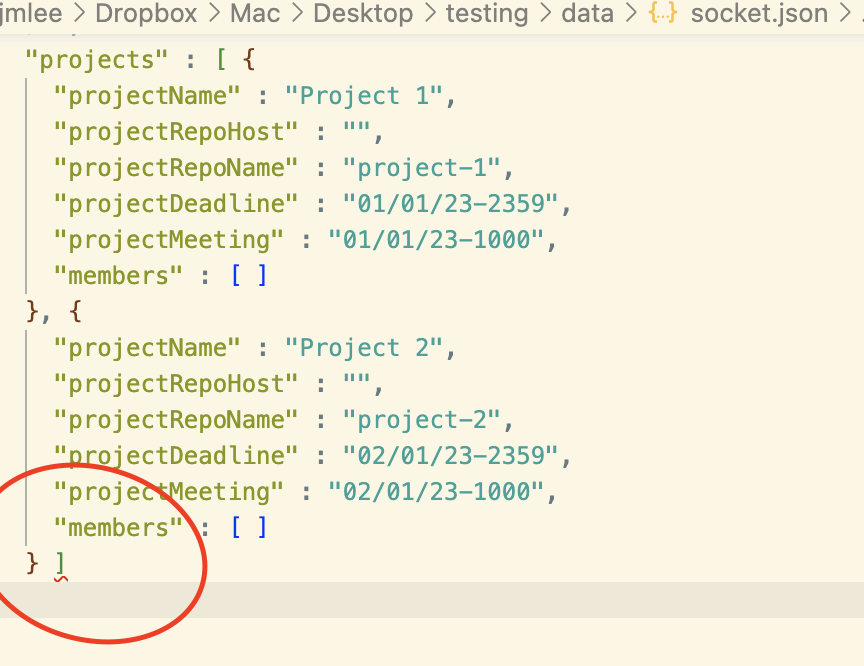 jmlee > Dropbox > Mac > Desktop > testing > data > {...} socket.json >
"projects" : [ {
"projectName" : "Project 1",
"projectRepoHost" : "",
"projectRepoName" : "project-1",
"projectDeadline" : "01/01/23-2359",
"projectMeeting" : "01/01/23-1000",
"members" : [ ]
}, {
"projectName" : "Project 2",
"projectRepoHost" : "",
"projectRepoName" : "project-2",
"projectDeadline" : "02/01/23-2359",
"projectMeeting" : "02/01/23-1000",
"members" : [ ]
} ]